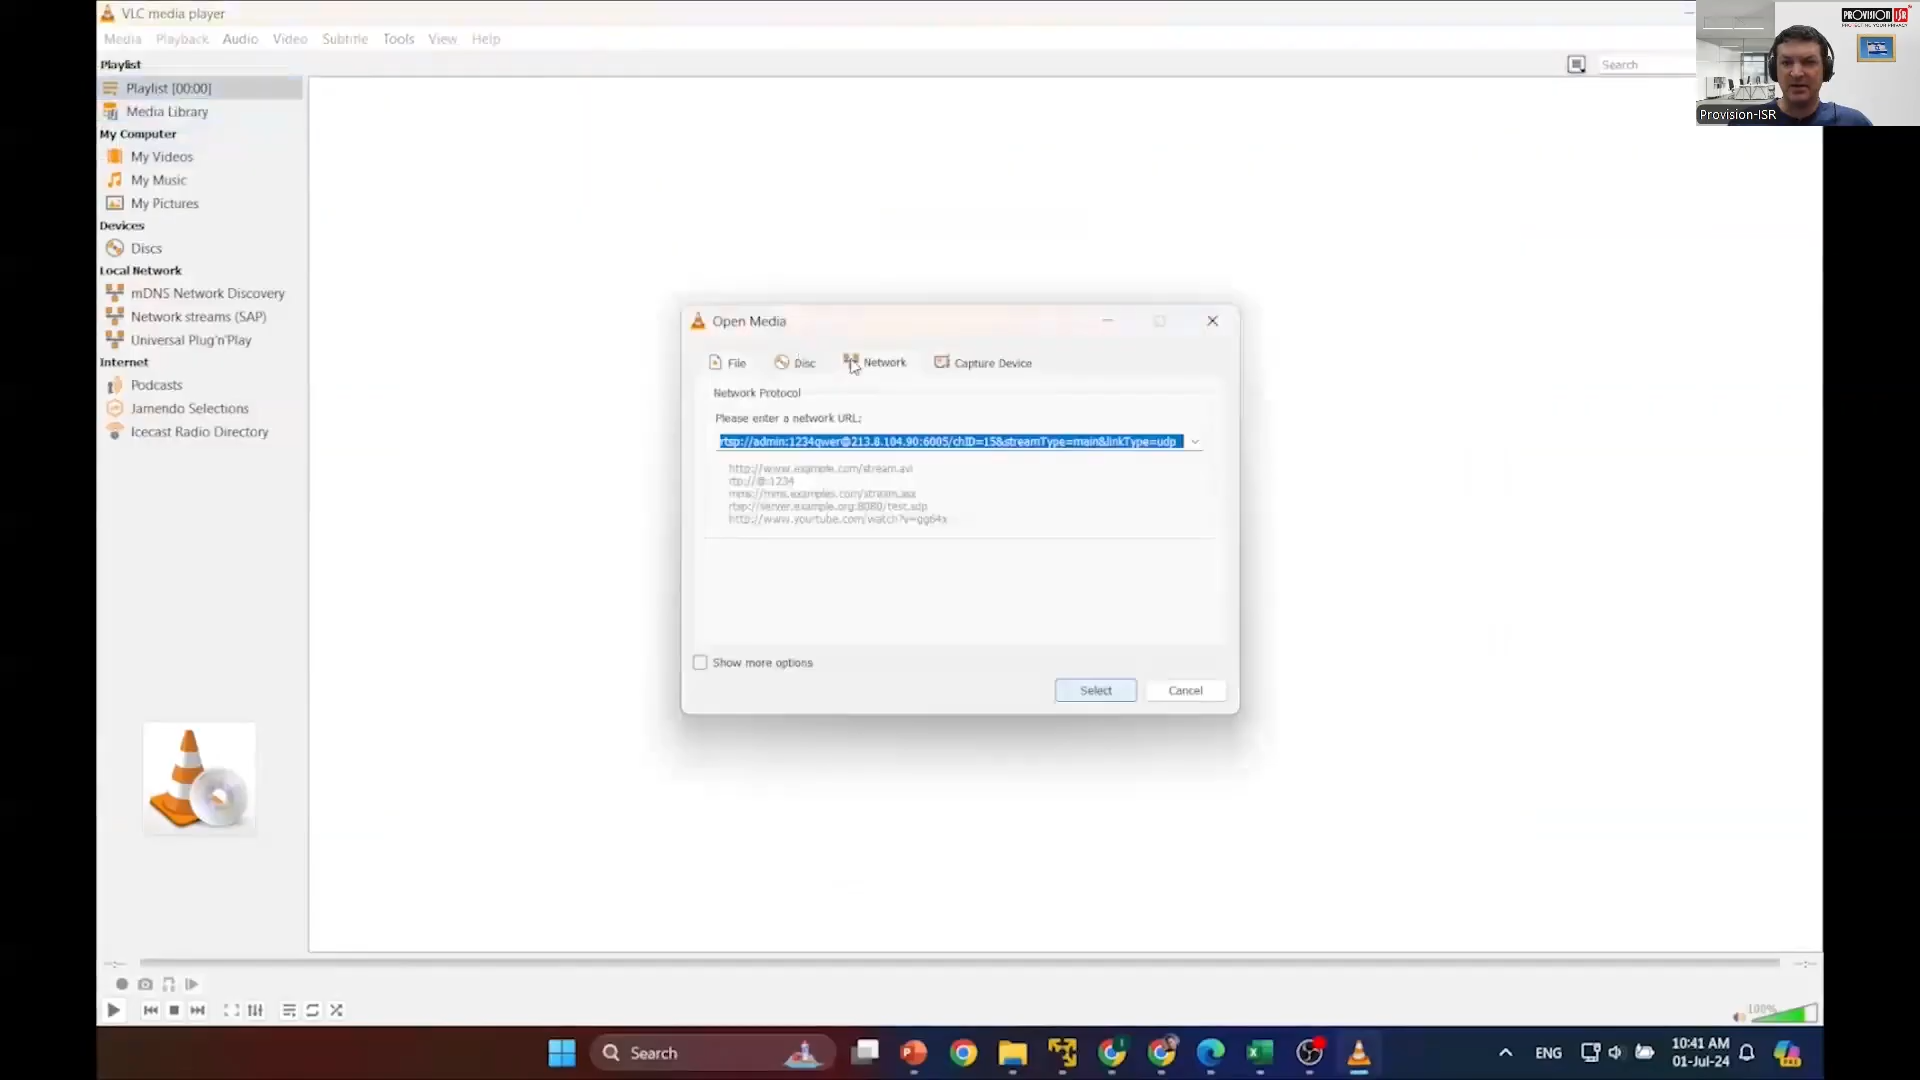 VLC media player
Media Playback Audio Video Subtitle Tools View Help
Playlist
Search
PROVISION ISR
Playlist [00:00]
Media Library
My Computer
My Videos
My Music
My Pictures
Devices
Discs
Local Network
mDNS Network Discovery
Network streams (SAP)
Universal Plug'n'Play
Internet
Podcasts
Jamendo Selections
Icecast Radio Directory
Provision-ISR
Open Media
File Disc Network Capture Device
Network Protocol
Please enter a network URL:
rtsp://admin:1234qwer@213.8.104.90:6005/chID=15&streamType=main&linkType=udp
http://www.example.com/stream.avi
rtp://@:1234
mms://mms.examples.com/stream.asx
rtsp://server.example.org:8080/test.sdp
http://www.yourtube.com/watch?v=gg64x
Show more options
Select Cancel
100%
Search
ENG
10:41 AM
01-Jul-24